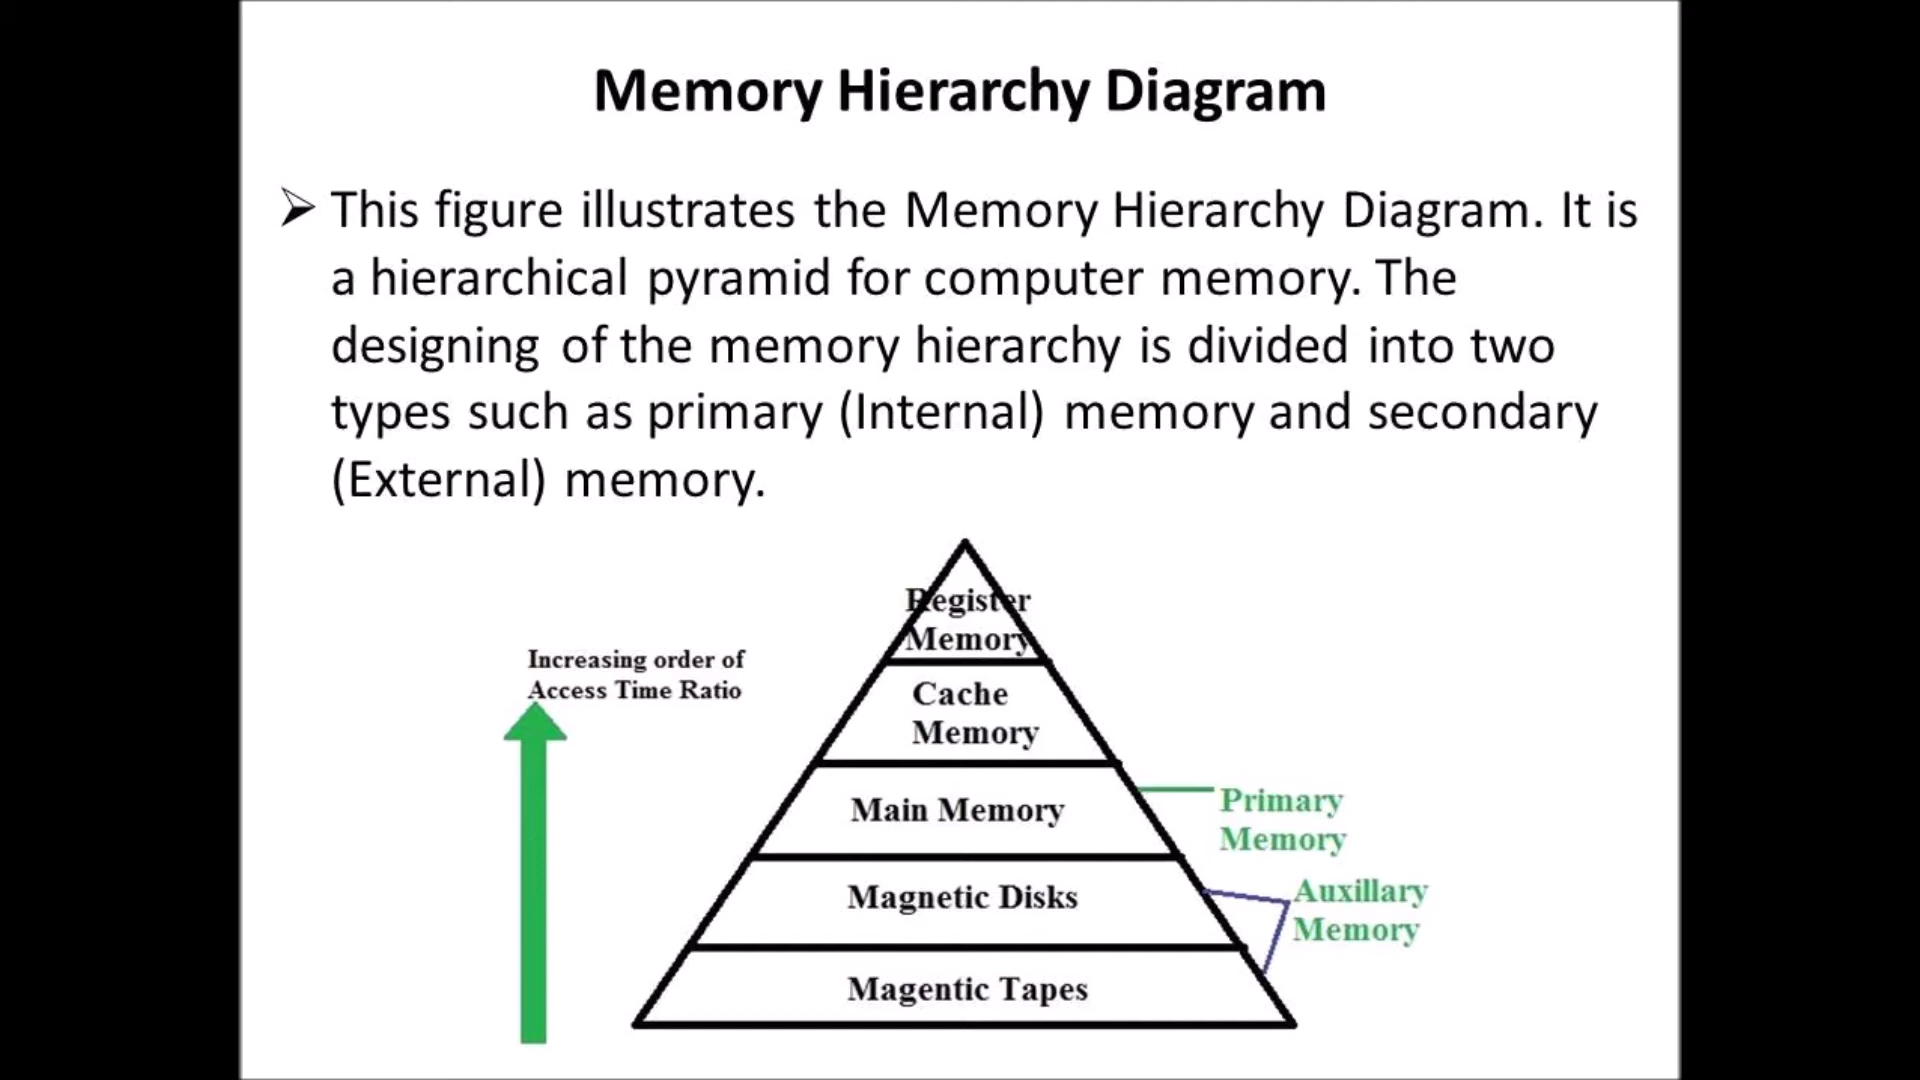 Memory Hierarchy Diagram
➢ This figure illustrates the Memory Hierarchy Diagram. It is
a hierarchical pyramid for computer memory. The
designing of the memory hierarchy is divided into two
types such as primary (Internal) memory and secondary
(External) memory.
Register
Memory
Increasing order of
Access Time Ratio
Cache
Memory
Main Memory
Primary
Memory
Magnetic Disks
Auxillary
Memory
Magentic Tapes